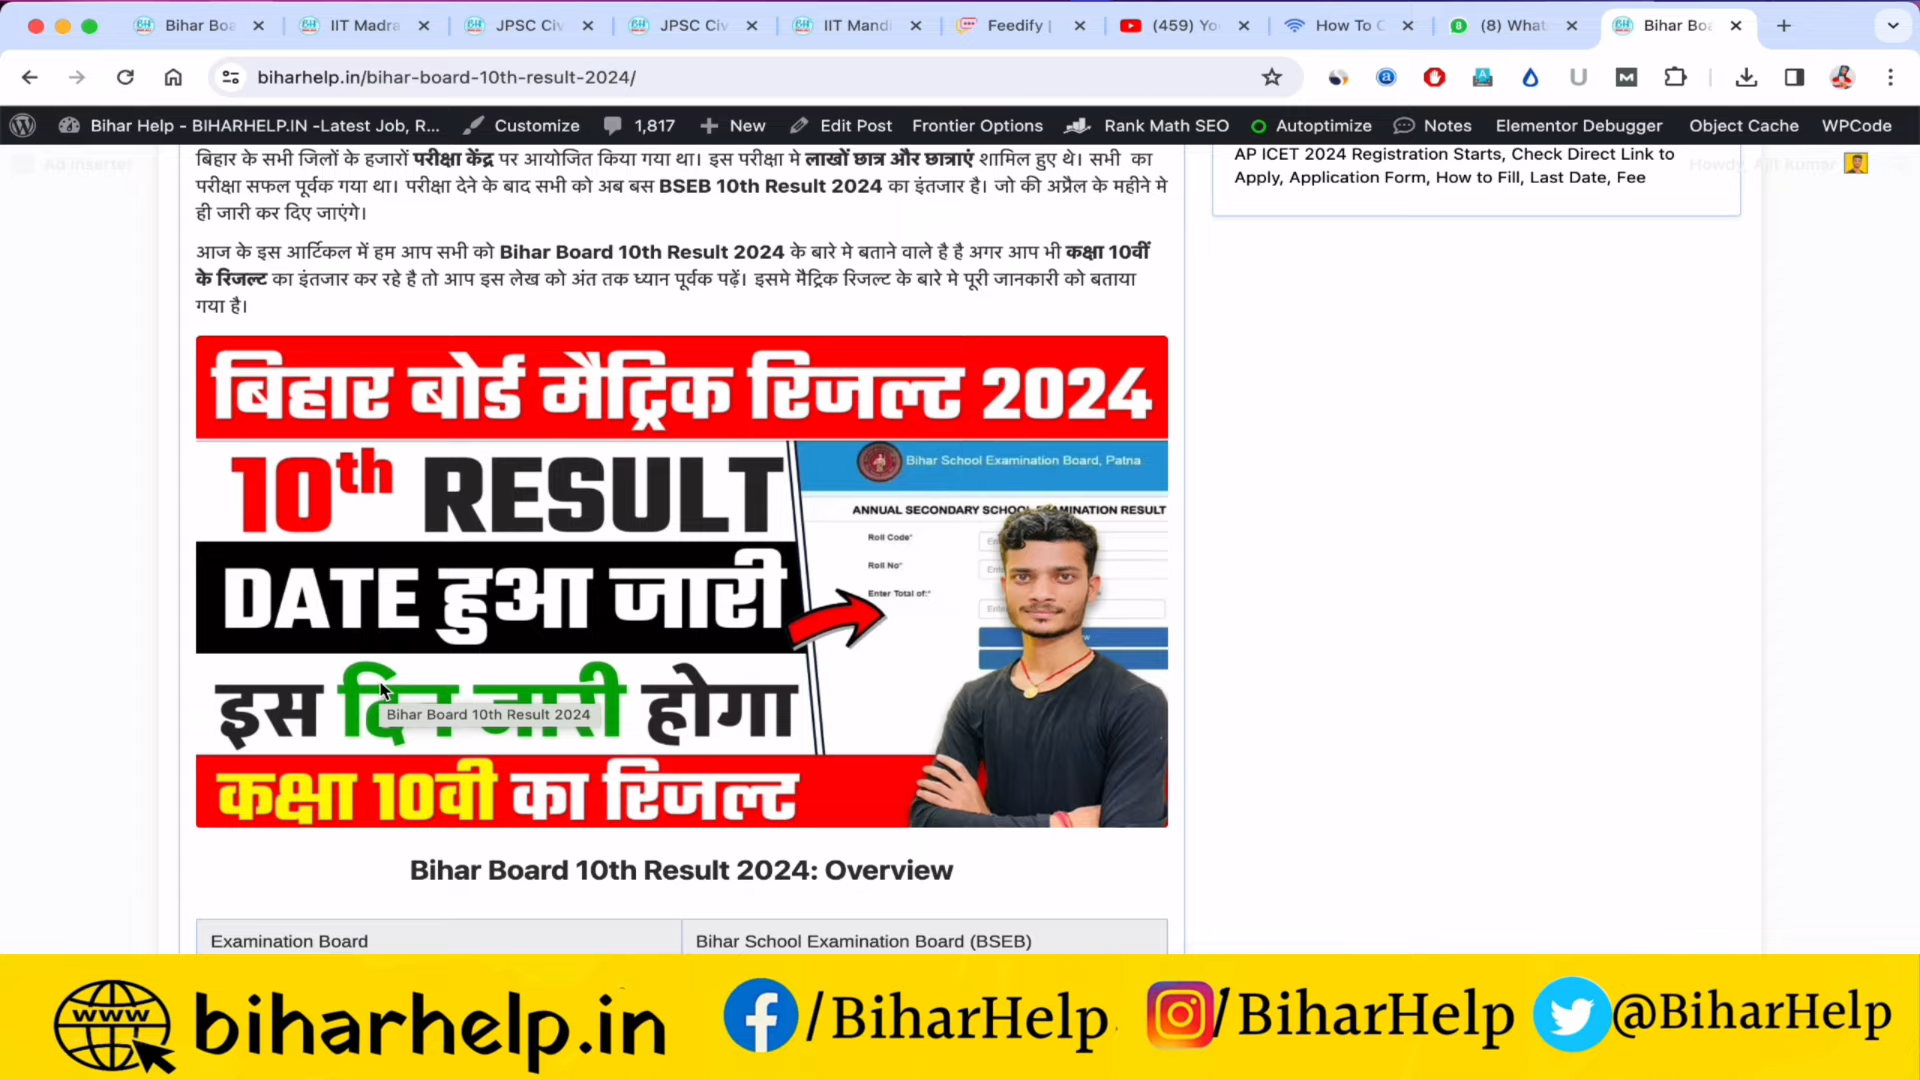 Bihar Boa
IIT Madra
JPSC Civ
JPSC Civ
IIT Mandi
Feedify |
(459) Yo
How To C
(8) What
Bihar Boa
biharhelp.in/bihar-board-10th-result-2024/
Bihar Help - BIHARHELP.IN -Latest Job, R... Customize 1,817 New Edit Post Frontier Options Rank Math SEO Autoptimize Notes Elementor Debugger Object Cache WPCode
Ad Inserter
Howdy, Ajit Kumar
बिहार के सभी जिलों के हजारों परीक्षा केंद्र पर आयोजित किया गया था। इस परीक्षा मे लाखों छात्र और छात्राएं शामिल हुए थे। सभी का
परीक्षा सफल पूर्वक गया था। परीक्षा देने के बाद सभी को अब बस BSEB 10th Result 2024 का इंतजार है। जो की अप्रैल के महीने मे
ही जारी कर दिए जाएंगे।
आज के इस आर्टिकल में हम आप सभी को Bihar Board 10th Result 2024 के बारे मे बताने वाले है है अगर आप भी कक्षा 10वीं
के रिजल्ट का इंतजार कर रहे है तो आप इस लेख को अंत तक ध्यान पूर्वक पढ़ें। इसमे मैट्रिक रिजल्ट के बारे मे पूरी जानकारी को बताया
गया है।
AP ICET 2024 Registration Starts, Check Direct Link to
Apply, Application Form, How to Fill, Last Date, Fee
बिहार बोर्ड मैट्रिक रिजल्ट 2024
10th RESULT
DATE हुआ जारी
इस दिन जारी होगा
Bihar Board 10th Result 2024
कक्षा 10वी का रिजल्ट
Bihar School Examination Board, Patna
ANNUAL SECONDARY SCHOOL EXAMINATION RESULT
Roll Code*
Roll No*
Enter Total of:*
Bihar Board 10th Result 2024: Overview
Examination Board
Bihar School Examination Board (BSEB)
WWW
biharhelp.in
/BiharHelp
/BiharHelp
@BiharHelp